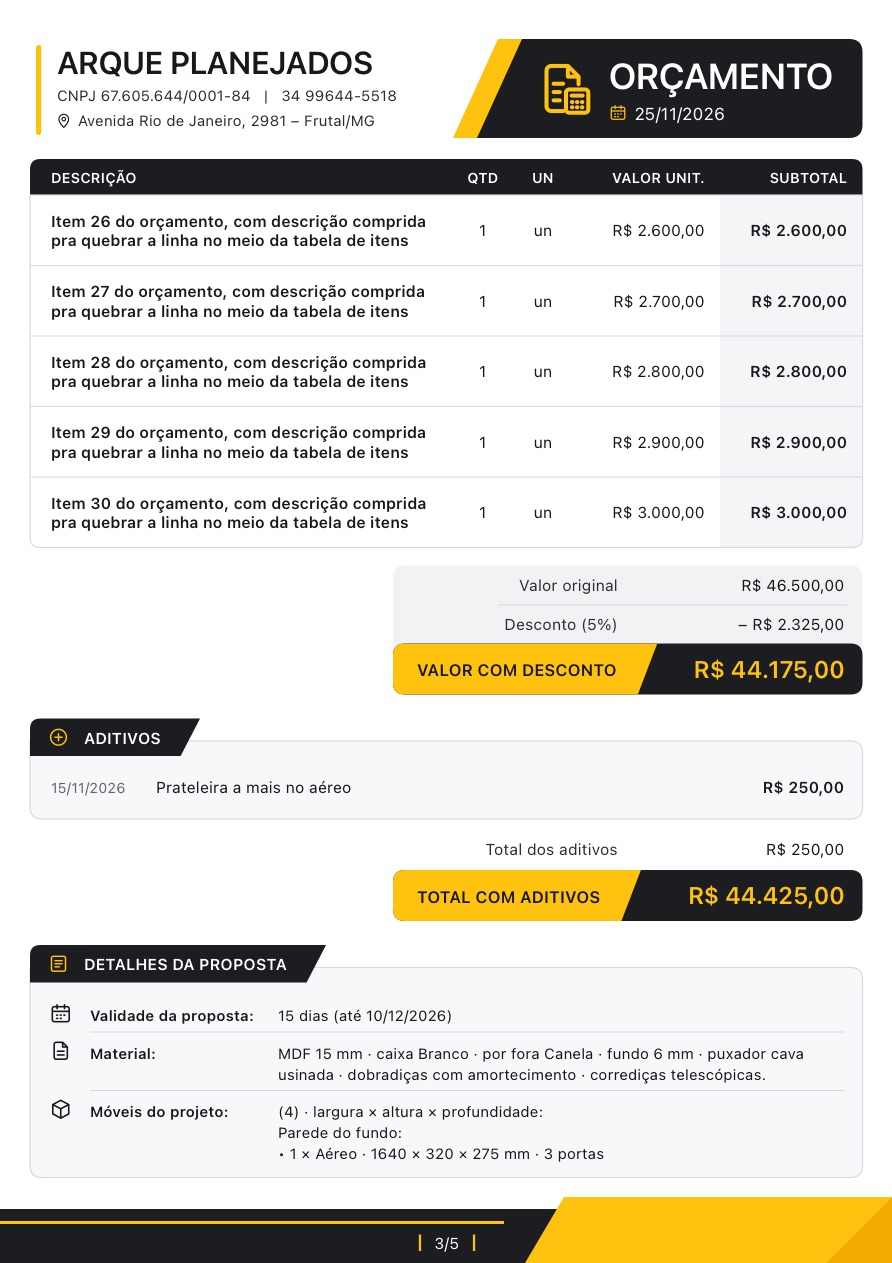 ARQUE PLANEJADOS
CNPJ 67.605.644/0001-84 | 34 99644-5518
Avenida Rio de Janeiro, 2981 – Frutal/MG
ORÇAMENTO
25/11/2026
DESCRIÇÃO QTD UN VALOR UNIT. SUBTOTAL
Item 26 do orçamento, com descrição comprida
pra quebrar a linha no meio da tabela de itens
1 un R$ 2.600,00 R$ 2.600,00
Item 27 do orçamento, com descrição comprida
pra quebrar a linha no meio da tabela de itens
1 un R$ 2.700,00 R$ 2.700,00
Item 28 do orçamento, com descrição comprida
pra quebrar a linha no meio da tabela de itens
1 un R$ 2.800,00 R$ 2.800,00
Item 29 do orçamento, com descrição comprida
pra quebrar a linha no meio da tabela de itens
1 un R$ 2.900,00 R$ 2.900,00
Item 30 do orçamento, com descrição comprida
pra quebrar a linha no meio da tabela de itens
1 un R$ 3.000,00 R$ 3.000,00
Valor original R$ 46.500,00
Desconto (5%) – R$ 2.325,00
VALOR COM DESCONTO R$ 44.175,00
ADITIVOS
15/11/2026 Prateleira a mais no aéreo R$ 250,00
Total dos aditivos R$ 250,00
TOTAL COM ADITIVOS R$ 44.425,00
DETALHES DA PROPOSTA
Validade da proposta: 15 dias (até 10/12/2026)
Material: MDF 15 mm · caixa Branco · por fora Canela · fundo 6 mm · puxador cava
usinada · dobradiças com amortecimento · corrediças telescópicas.
Móveis do projeto: (4) · largura × altura × profundidade:
Parede do fundo:
• 1 × Aéreo · 1640 × 320 × 275 mm · 3 portas
| 3/5 |